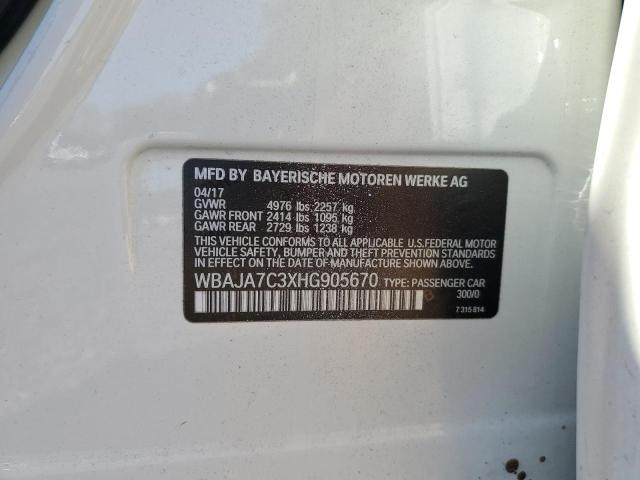 MFD BY BAYERISCHE MOTOREN WERKE AG
04/17
GVWR 4976 lbs 2257 kg
GAWR FRONT 2414 lbs 1095 kg
GAWR REAR 2729 lbs 1238 kg
THIS VEHICLE CONFORMS TO ALL APPLICABLE U.S.FEDERAL MOTOR
VEHICLE SAFETY, BUMPER AND THEFT PREVENTION STANDARDS
IN EFFECT ON THE DATE OF MANUFACTURE SHOWN ABOVE.
WBAJA7C3XHG905670 TYPE: PASSENGER CAR
300/0
7 315 814